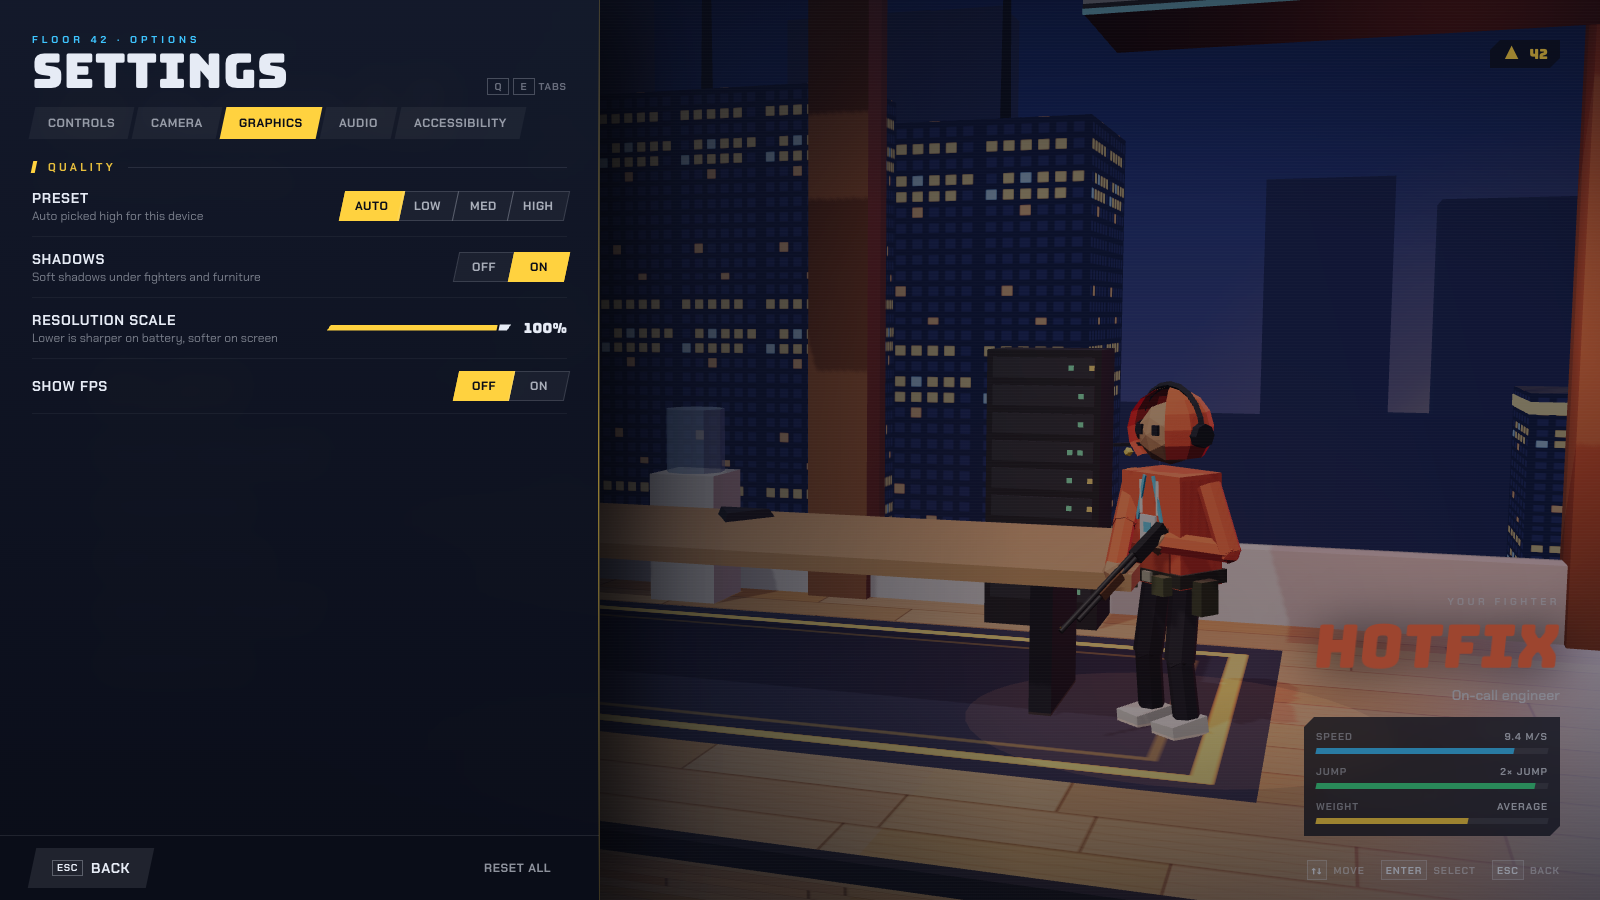 FLOOR 42 · OPTIONS
SETTINGS
Q E TABS
CONTROLS CAMERA GRAPHICS AUDIO ACCESSIBILITY
QUALITY
PRESET
Auto picked high for this device
AUTO LOW MED HIGH
SHADOWS
Soft shadows under fighters and furniture
OFF ON
RESOLUTION SCALE
Lower is sharper on battery, softer on screen
100%
SHOW FPS
OFF ON
ESC BACK
RESET ALL
42
YOUR FIGHTER
HOTFIX
On-call engineer
SPEED 9.4 M/S
JUMP 2× JUMP
WEIGHT AVERAGE
↑↓ MOVE ENTER SELECT ESC BACK